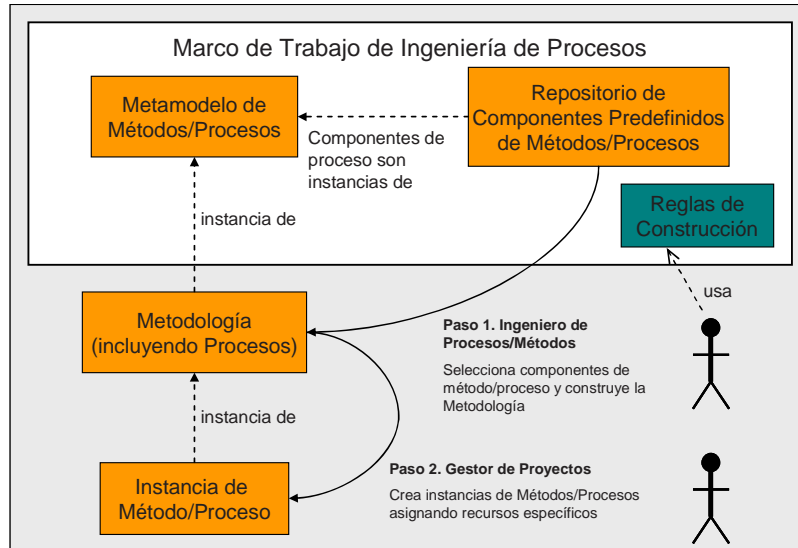 Marco de Trabajo de Ingeniería de Procesos
Metamodelo de
Métodos/Procesos
Repositorio de
Componentes Predefinidos
de Métodos/Procesos
Componentes de
proceso son
instancias de
instancia de
Reglas de
Construcción
usa
Metodología
(incluyendo Procesos)
Paso 1. Ingeniero de
Procesos/Métodos
Selecciona componentes de
método/proceso y construye la
Metodología
instancia de
Instancia de
Método/Proceso
Paso 2. Gestor de Proyectos
Crea instancias de Métodos/Procesos
asignando recursos específicos